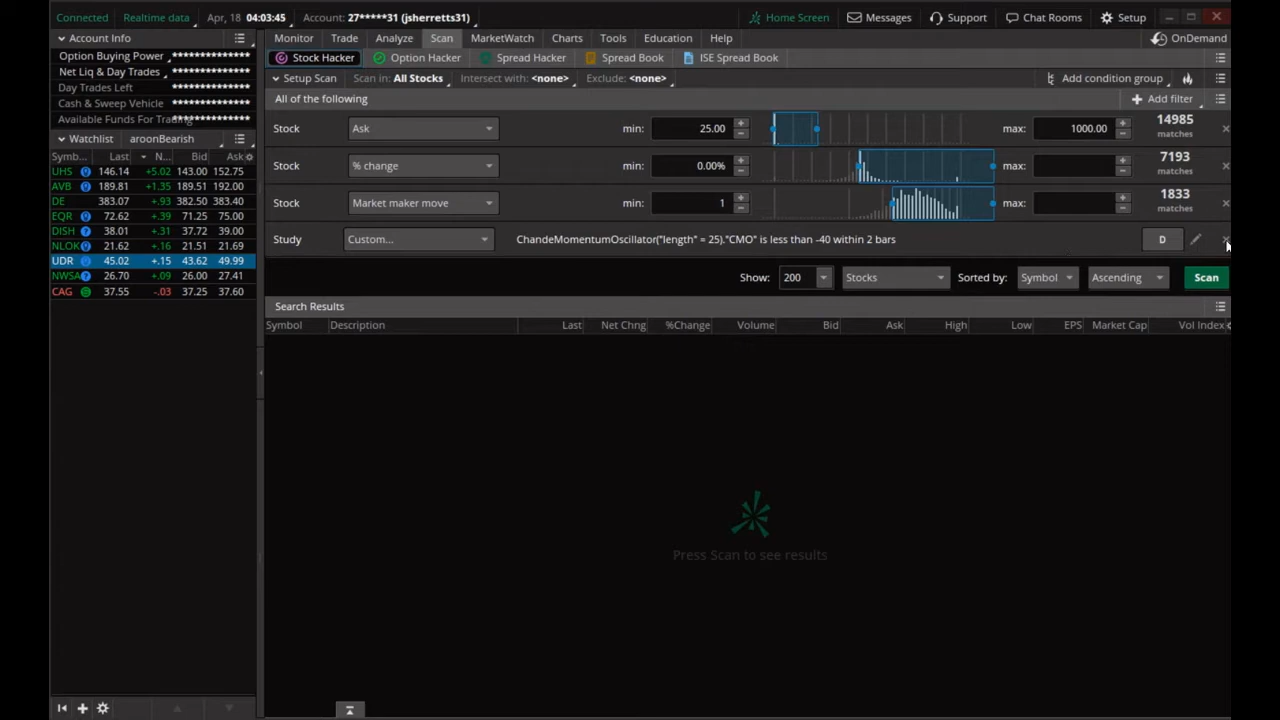 Connected Realtime data Apr, 18 04:03:45 Account: 27*****31 (jsherretts31) Home Screen Messages Support Chat Rooms Setup
Account Info
Monitor Trade Analyze Scan MarketWatch Charts Tools Education Help OnDemand
Option Buying Power ***************
Stock Hacker Option Hacker Spread Hacker Spread Book ISE Spread Book
Net Liq & Day Trades ***************
Setup Scan Scan in: All Stocks Intersect with: <none> Exclude: <none> Add condition group
Day Trades Left ***************
Cash & Sweep Vehicle ***************
All of the following Add filter
Available Funds For Trading ***************
Stock Ask min: 25.00 max: 1000.00 14985 matches
Watchlist aroonBearish
Symb... Last N... Bid Ask
Stock % change min: 0.00% max: 7193 matches
UHS 146.14 +5.02 143.00 152.75
AVB 189.81 +1.35 189.51 192.00
DE 383.07 +.93 382.50 383.40
Stock Market maker move min: 1 max: 1833 matches
EQR 72.62 +.39 71.25 75.00
DISH 38.01 +.31 37.72 39.00
Study Custom... ChandeMomentumOscillator("length" = 25)."CMO" is less than -40 within 2 bars D
NLOK 21.62 +.16 21.51 21.69
UDR 45.02 +.15 43.62 49.99
NWSA 26.70 +.09 26.00 27.41
Show: 200 Stocks Sorted by: Symbol Ascending Scan
CAG 37.55 -.03 37.25 37.60
Search Results
Symbol Description Last Net Chng %Change Volume Bid Ask High Low EPS Market Cap Vol Index
Press Scan to see results